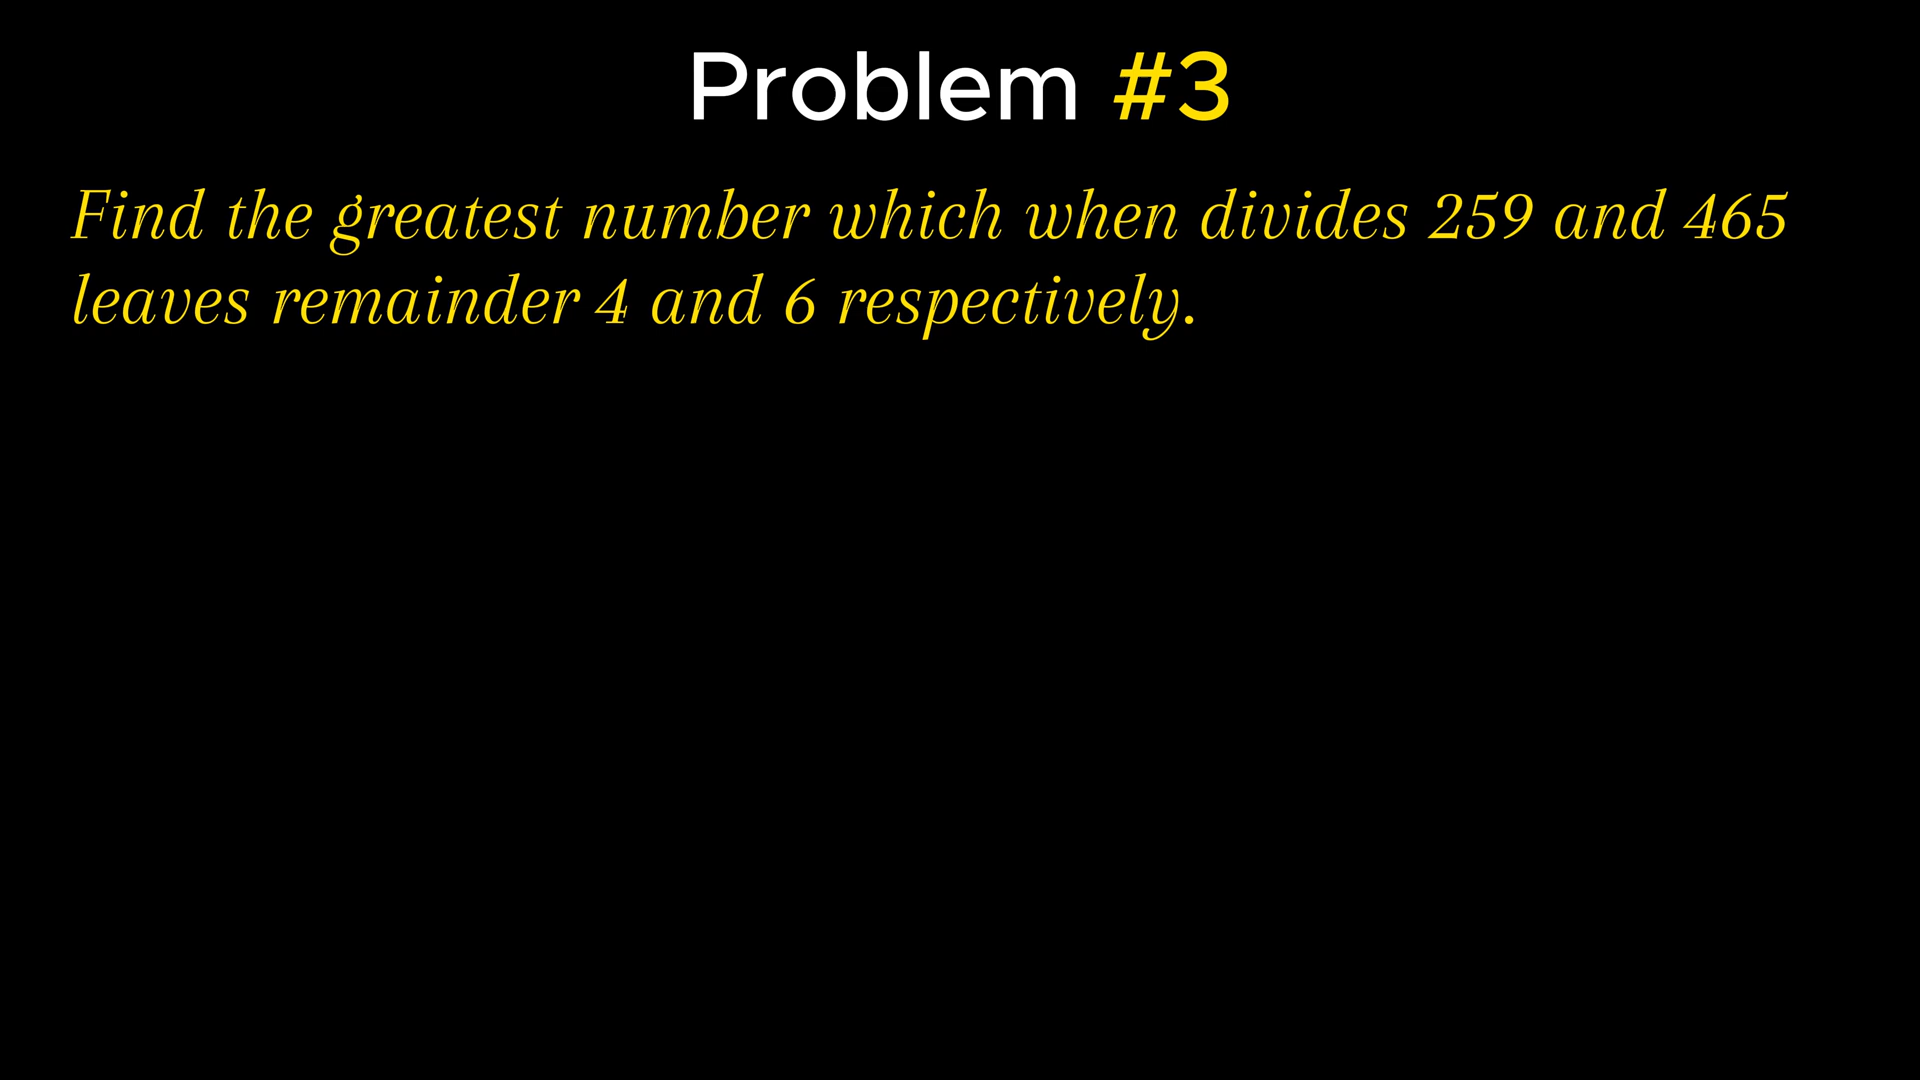 Problem #3
Find the greatest number which when divides 259 and 465
leaves remainder 4 and 6 respectively.